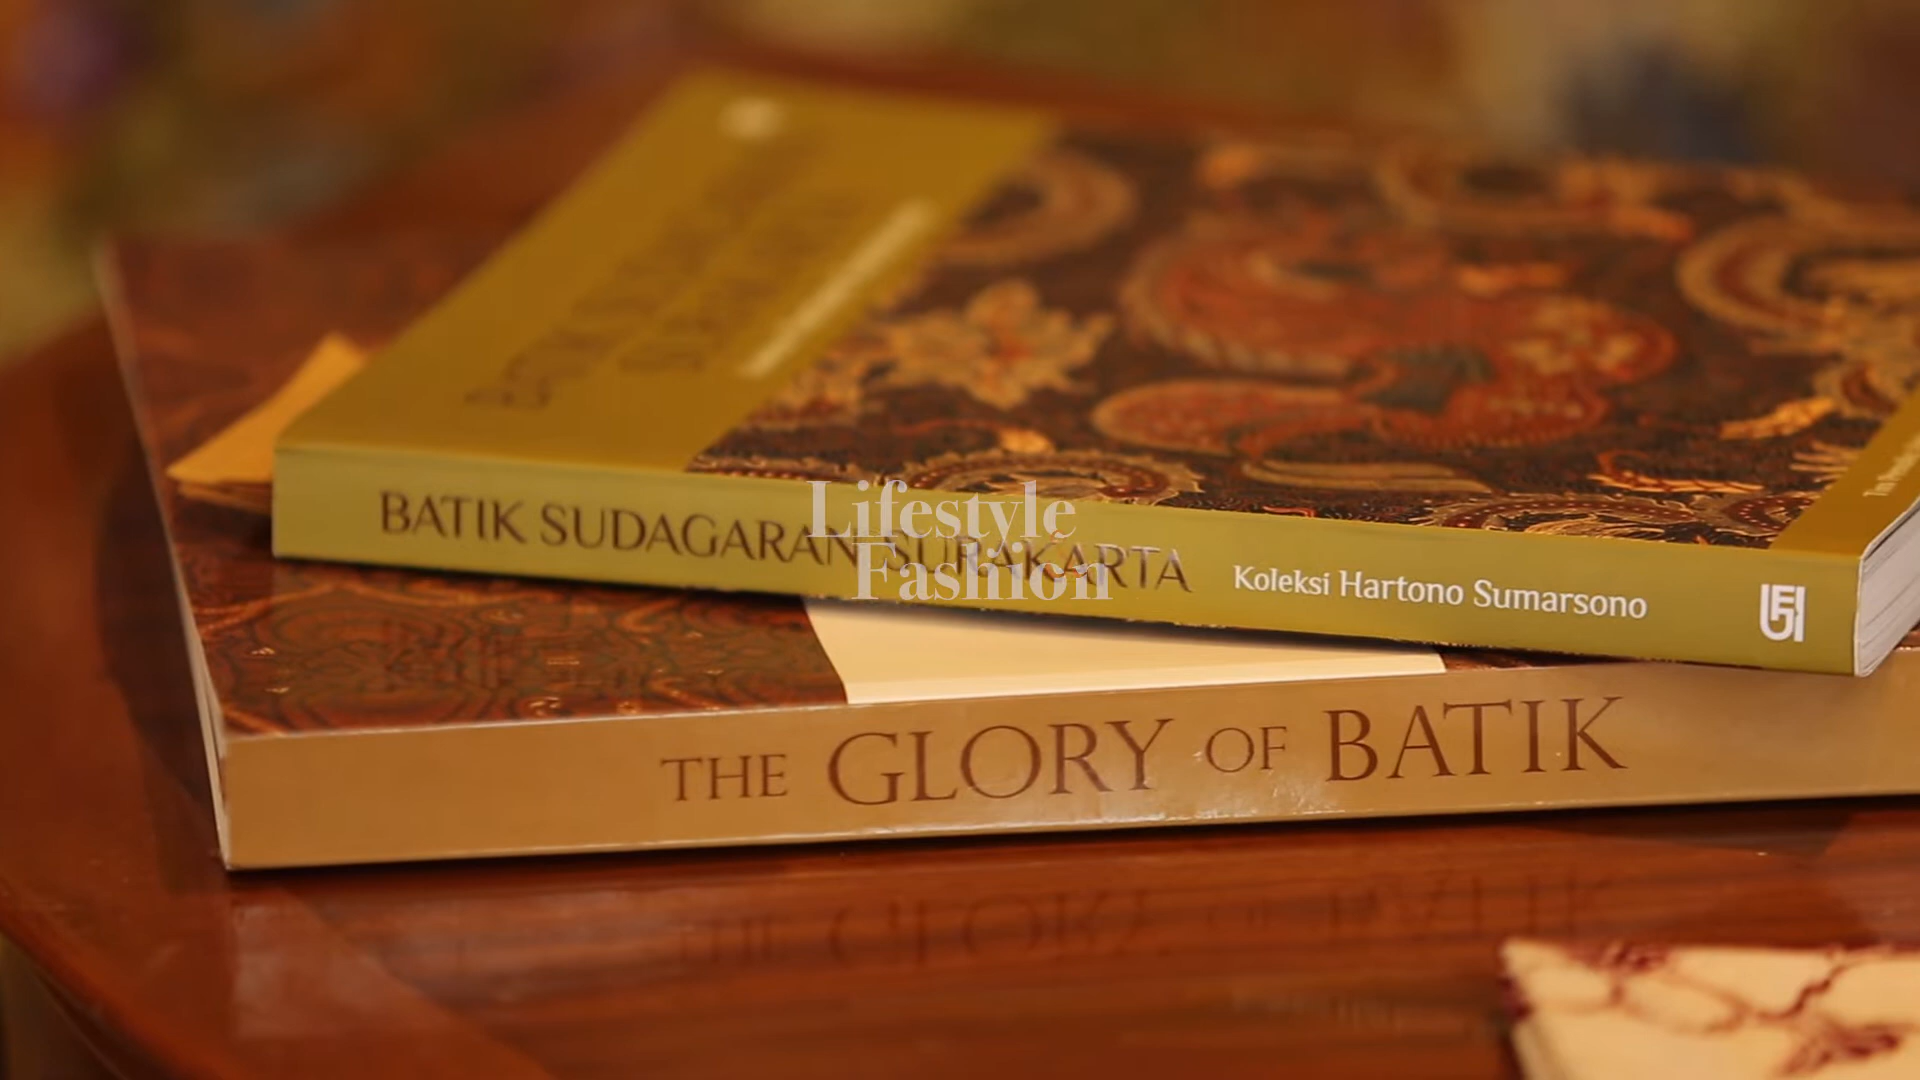 BATIK SUDAGARAN SURAKARTA Koleksi Hartono Sumarsono
Lifestyle
& Fashion
THE GLORY OF BATIK